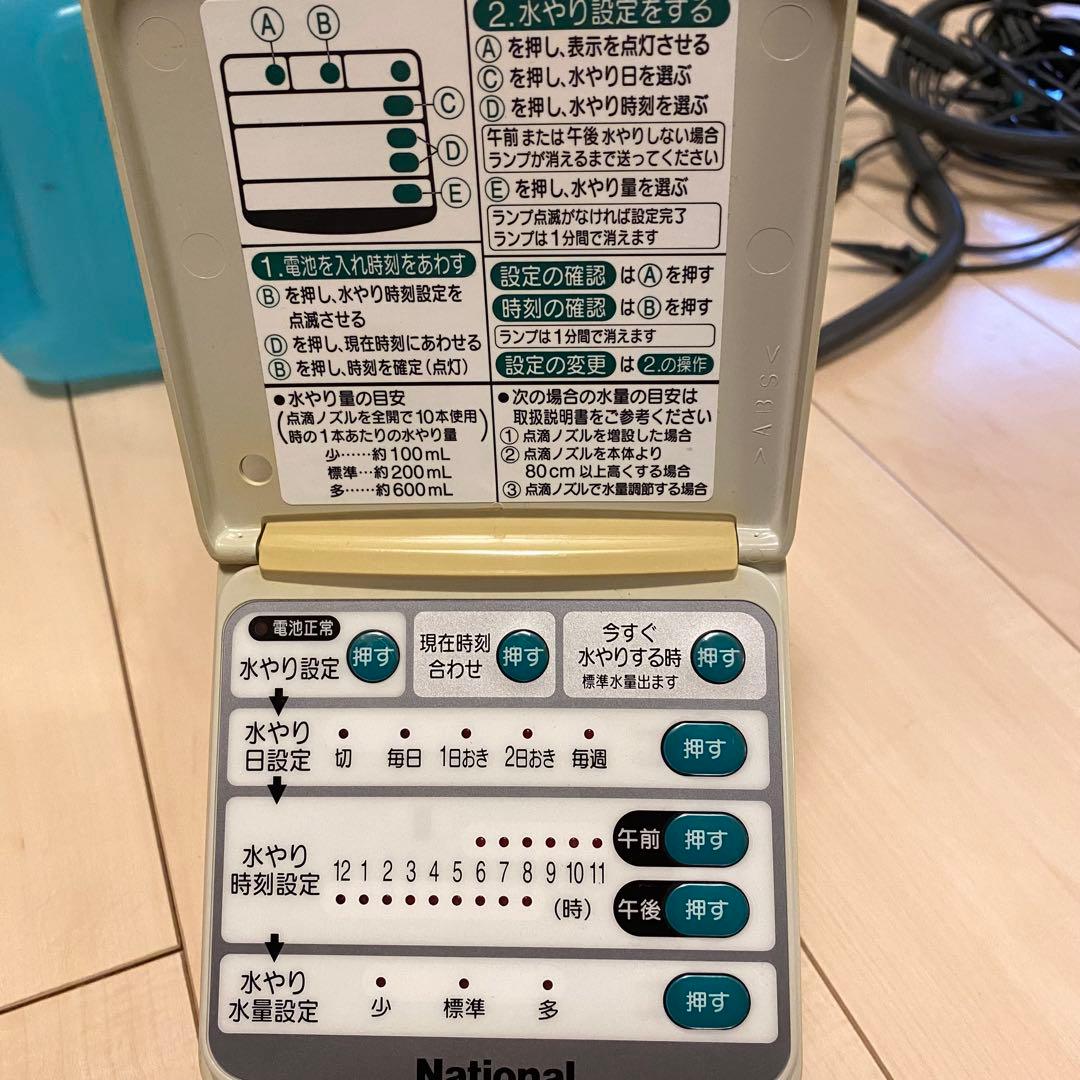 A
B
C
D
E
1.電池を入れ時刻をあわす
Bを押し、水やり時刻設定を
点滅させる
Dを押し、現在時刻にあわせる
Bを押し、時刻を確定(点灯)
●水やり量の目安
(点滴ノズルを全開で10本使用
時の1本あたりの水やり量)
少……約100mL
標準…約200mL
多……約600mL
2.水やり設定をする
Aを押し、表示を点灯させる
Cを押し、水やり日を選ぶ
Dを押し、水やり時刻を選ぶ
午前または午後水やりしない場合
ランプが消えるまで送ってください
Eを押し、水やり量を選ぶ
ランプ点滅がなければ設定完了
ランプは1分間で消えます
設定の確認はAを押す
時刻の確認はBを押す
ランプは1分間で消えます
設定の変更は2.の操作
●次の場合の水量の目安は
取扱説明書をご参考ください
①点滴ノズルを増設した場合
②点滴ノズルを本体より
80cm以上高くする場合
③点滴ノズルで水量調節する場合
>ABS<
電池正常
水やり設定 押す
現在時刻
合わせ 押す
今すぐ
水やりする時 押す
標準水量出ます
水やり
日設定
切 毎日 1日おき 2日おき 毎週
押す
水やり
時刻設定
12 1 2 3 4 5 6 7 8 9 10 11
(時)
午前 押す
午後 押す
水やり
水量設定
少 標準 多
押す
National